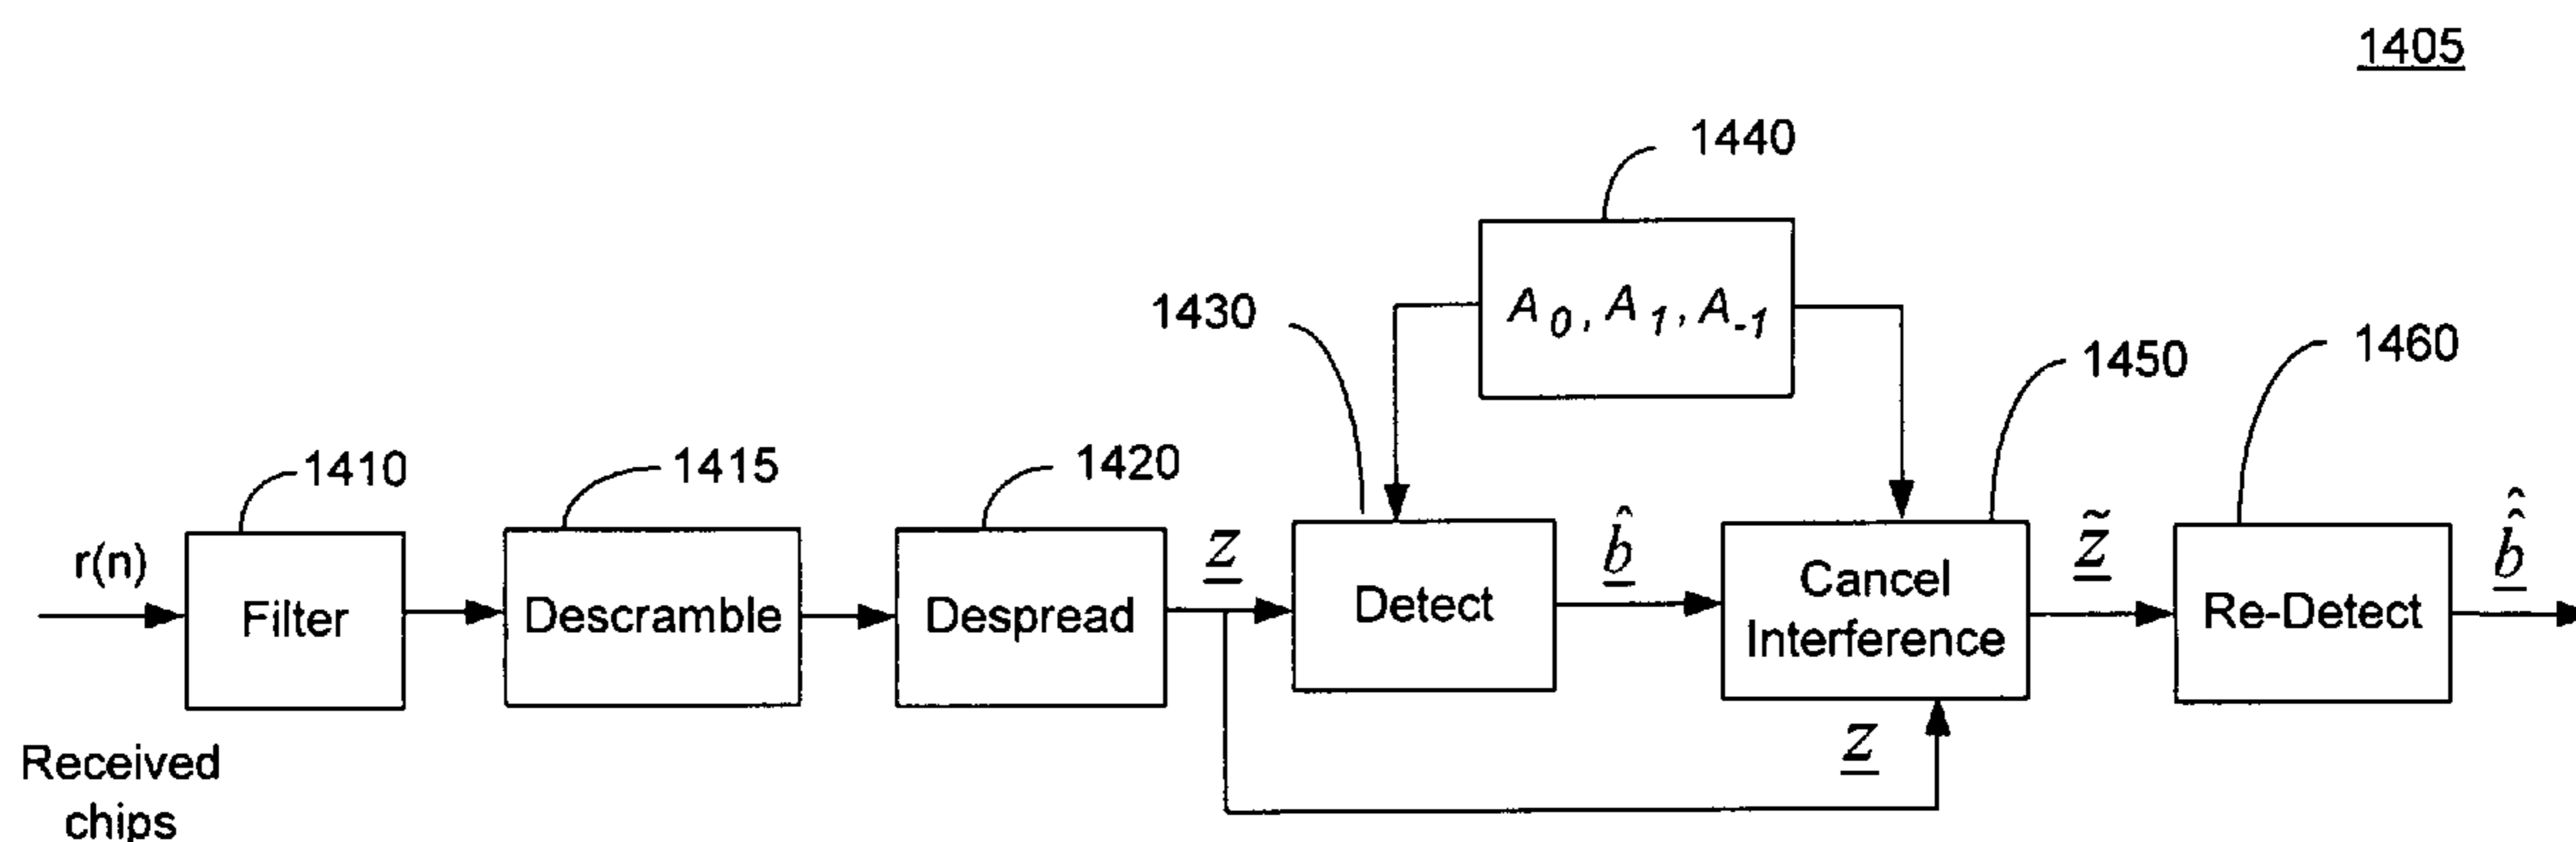 1405
1440
A₀, A₁, A₋₁
1430
1450
1460
1410
1415
1420
r(n)
Filter
Descramble
Despread
z
Detect
b̂
Cancel
Interference
z̃
Re-Detect
b̂̂
z
Received
chips